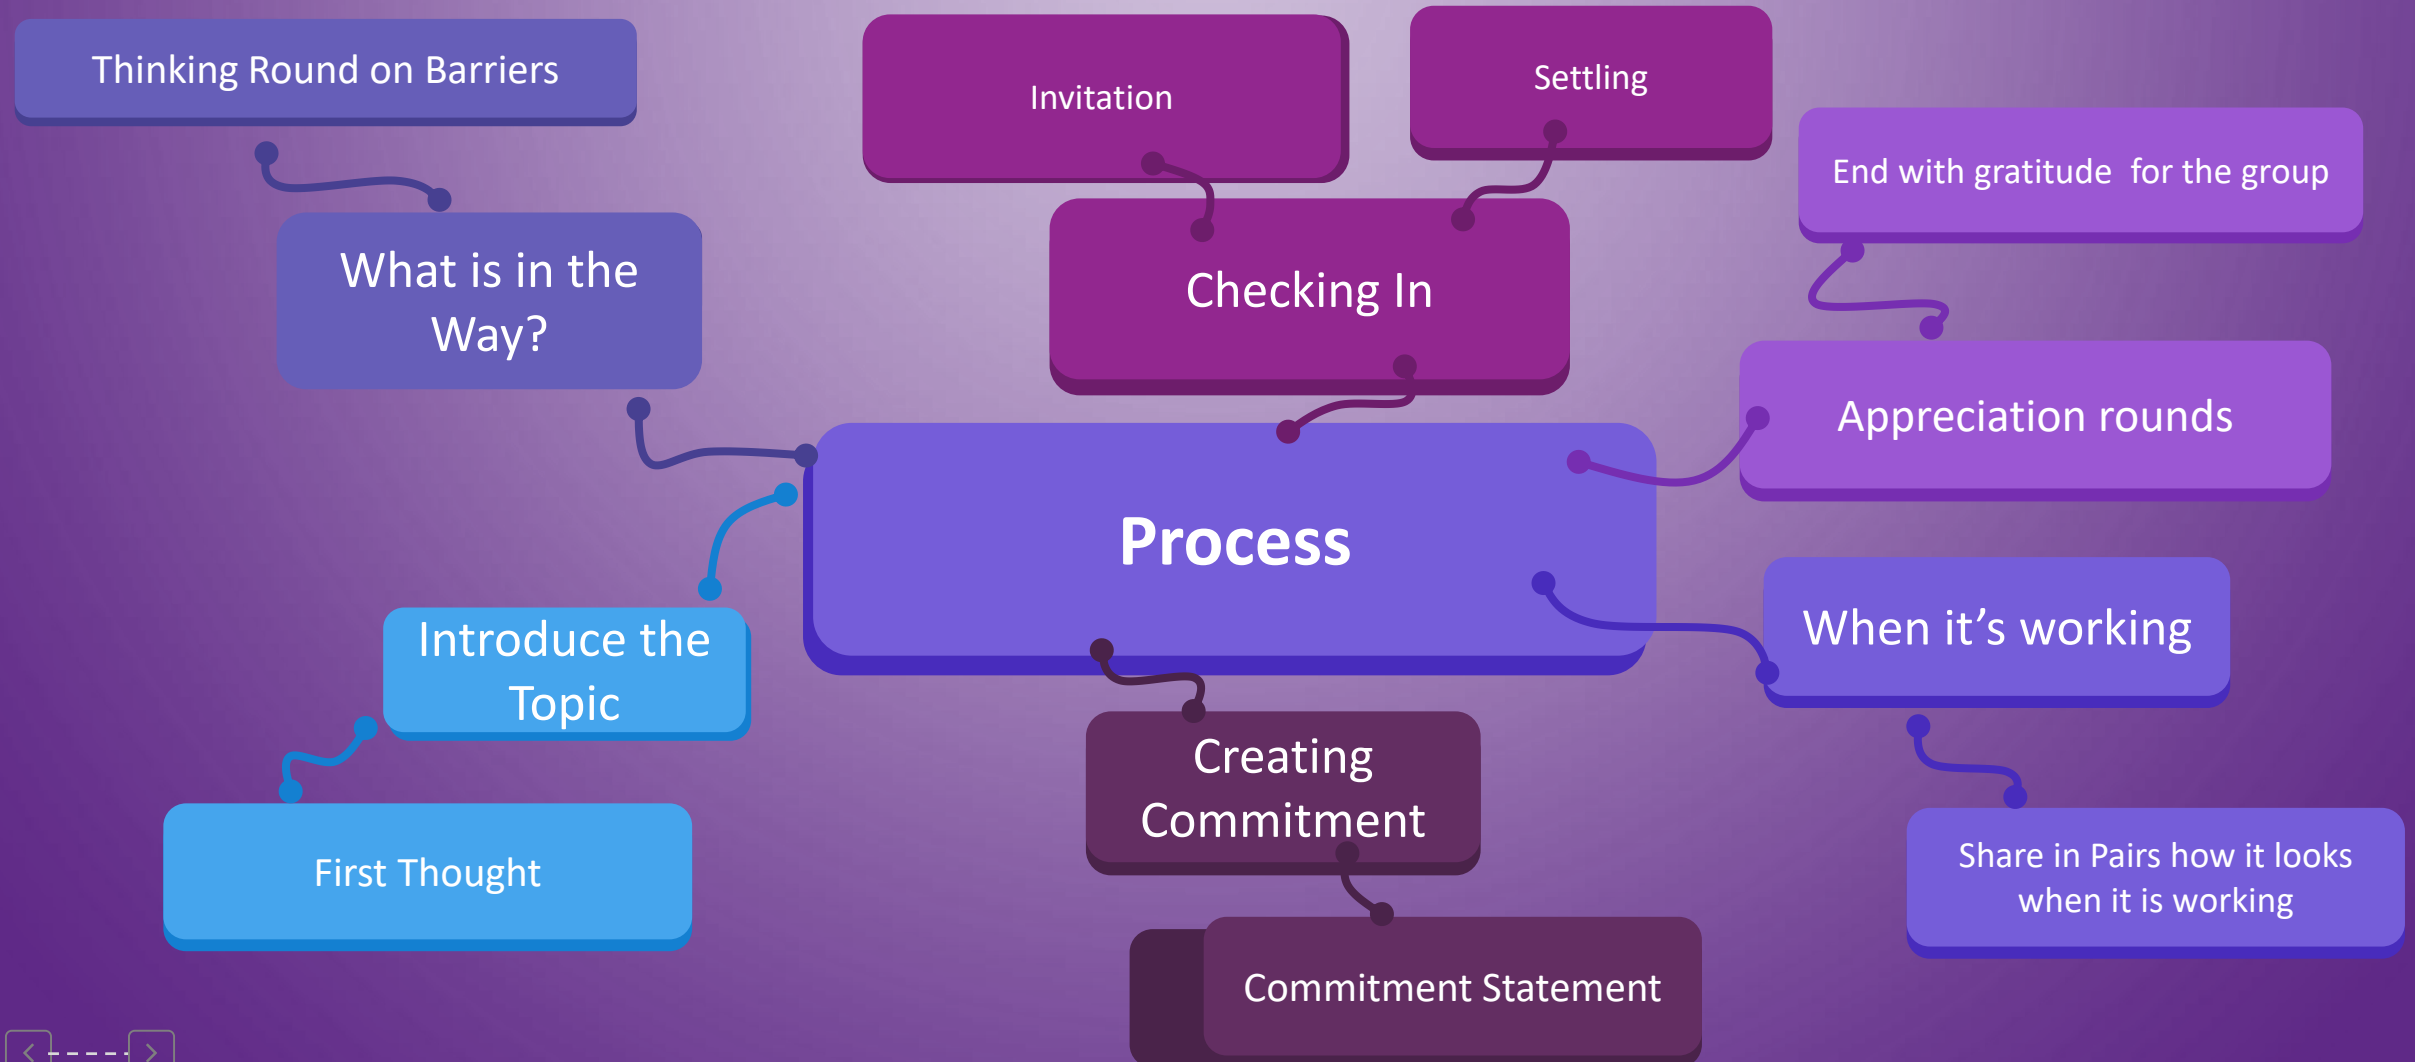 Thinking Round on Barriers
Invitation
Settling
End with gratitude  for the group
What is in the
Way?
Checking In
Appreciation rounds
Process
Introduce the
Topic
When it’s working
Creating
Commitment
First Thought
Share in Pairs how it looks
when it is working
Commitment Statement